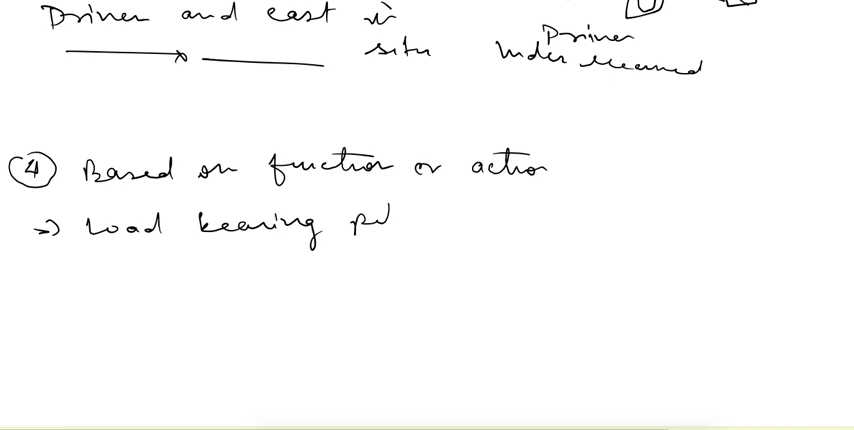 Driven and cast in
situ
Driven
Under reamed
④ Based on function or action
⇒ Load bearing pil